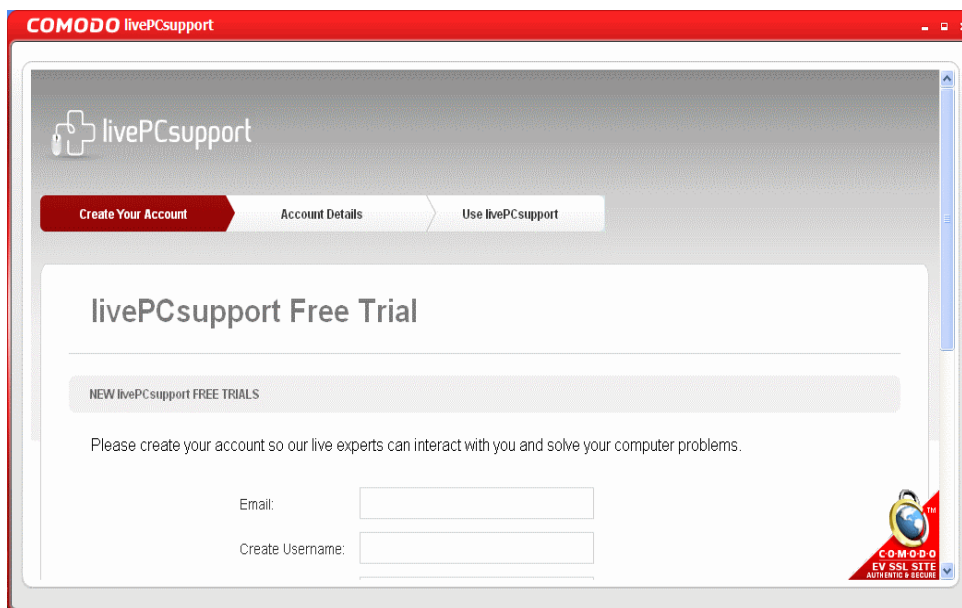 COMODO livePCsupport
livePCsupport
Create Your Account
Account Details
Use livePCsupport
livePCsupport Free Trial
NEW livePCsupport FREE TRIALS
Please create your account so our live experts can interact with you and solve your computer problems.
Email:
Create Username:
TM
C·O·M·O·D·O
EV SSL SITE
AUTHENTIC & SECURE